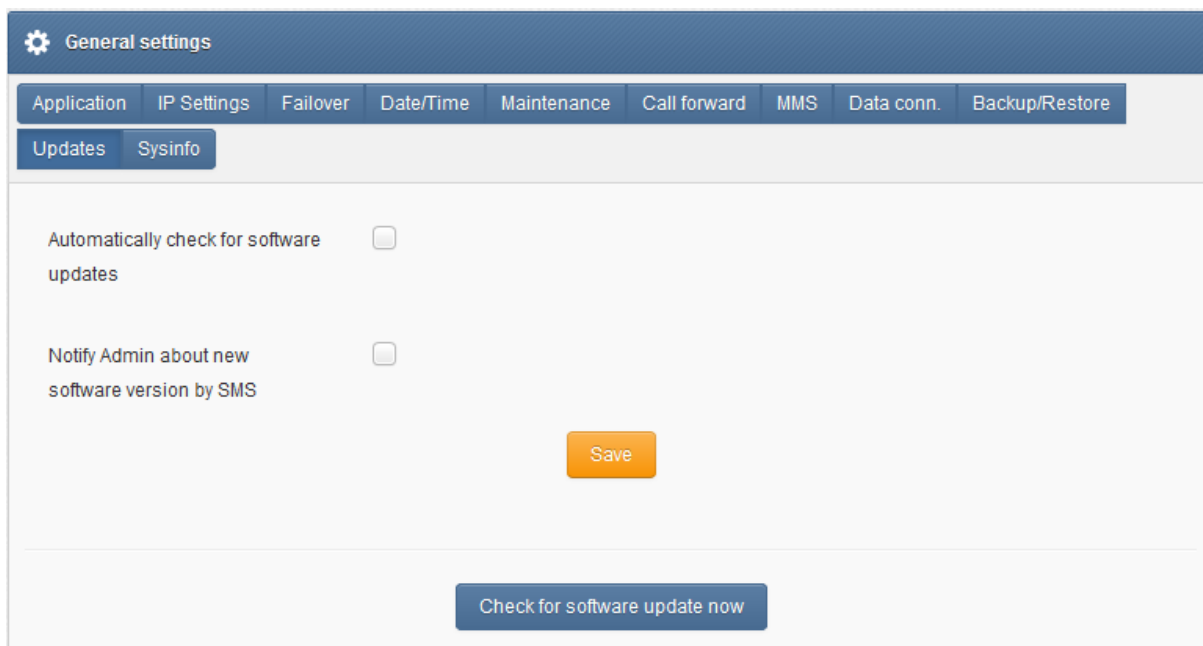 General settings
Application IP Settings Failover Date/Time Maintenance Call forward MMS Data conn. Backup/Restore
Updates Sysinfo
Automatically check for software
updates
Notify Admin about new
software version by SMS
Save
Check for software update now